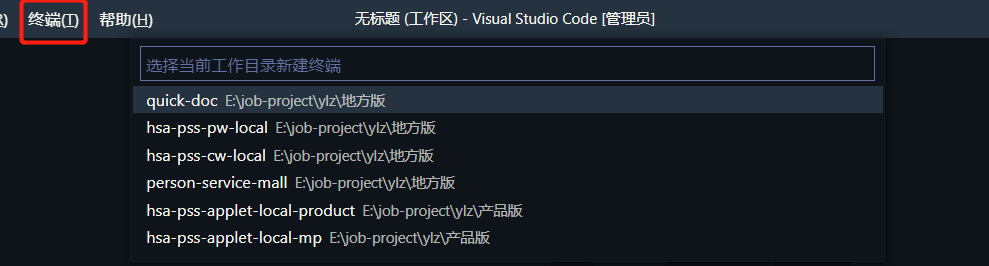 R) 终端(T) 帮助(H) 无标题 (工作区) - Visual Studio Code [管理员]
选择当前工作目录新建终端
quick-doc E:\job-project\ylz\地方版
hsa-pss-pw-local E:\job-project\ylz\地方版
hsa-pss-cw-local E:\job-project\ylz\地方版
person-service-mall E:\job-project\ylz\地方版
hsa-pss-applet-local-product E:\job-project\ylz\产品版
hsa-pss-applet-local-mp E:\job-project\ylz\产品版